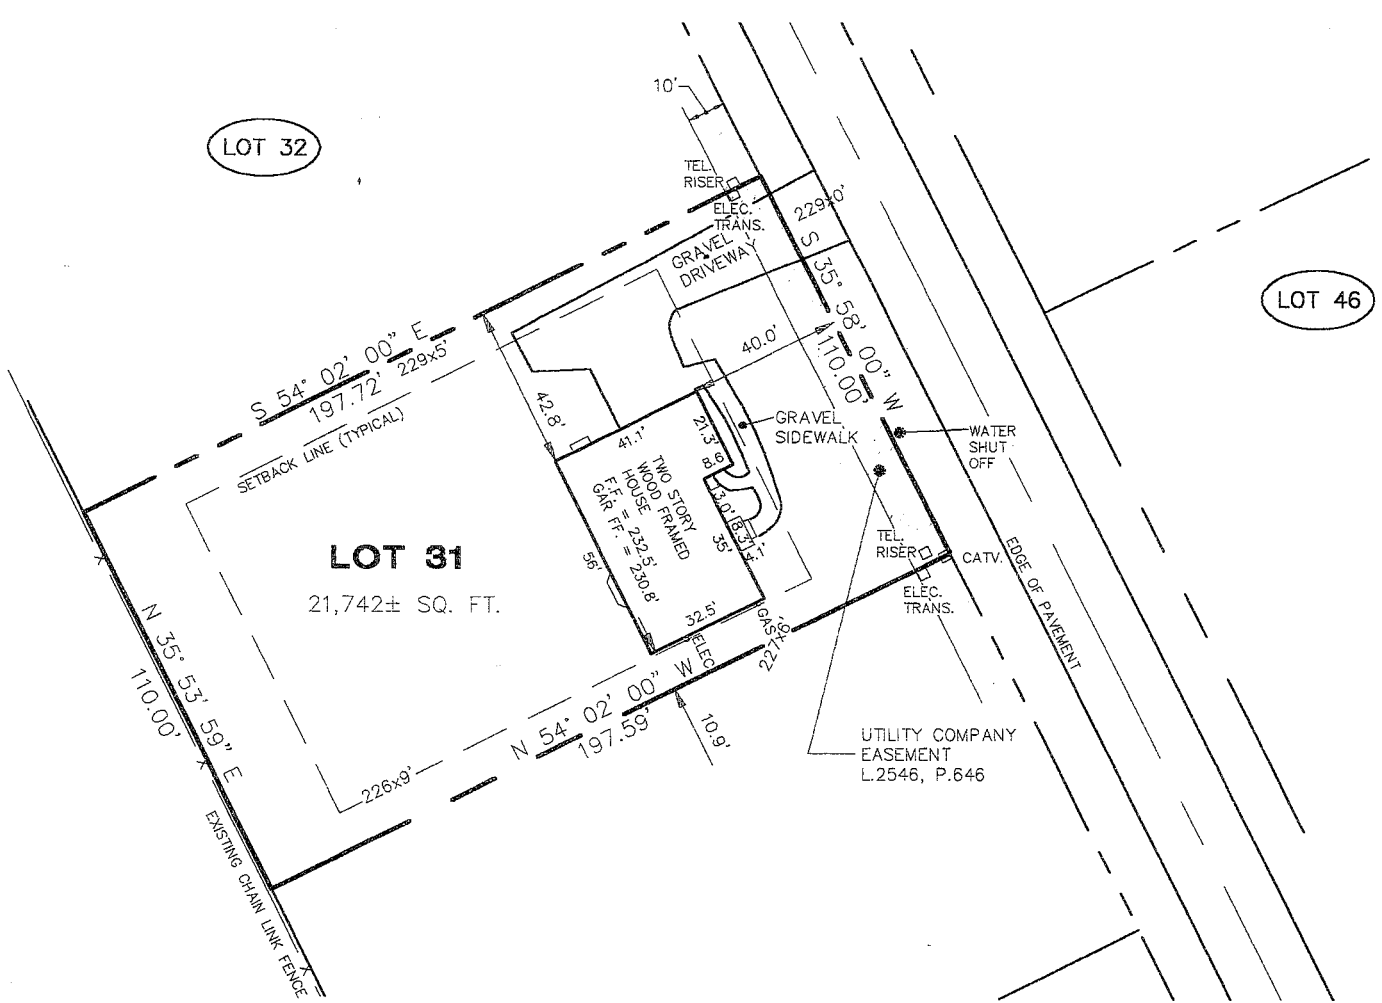 10'
LOT 32
TEL.
RISER
ELEC.
TRANS.
229x0'
GRAVEL
DRIVEWAY
S 35° 58' 00" W
110.00'
LOT 46
S 54° 02' 00" E
197.72'
229x5'
SETBACK LINE (TYPICAL)
40.0'
42.8'
41.1'
21.3'
8.6
GRAVEL
SIDEWALK
WATER
SHUT
OFF
TWO STORY
WOOD FRAMED
HOUSE
F.F. = 232.5'
GAR FF. = 230.8'
3.0'
8.3'
4.1'
35'
56'
32.5'
LOT 31
21,742± SQ. FT.
TEL.
RISER
CATV.
ELEC.
TRANS.
EDGE OF PAVEMENT
GAS
ELEC
227x6'
N 35° 53' 59" E
110.00'
N 54° 02' 00" W
197.59'
10.9'
UTILITY COMPANY
EASEMENT
L.2546, P.646
226x9'
EXISTING CHAIN LINK FENCE